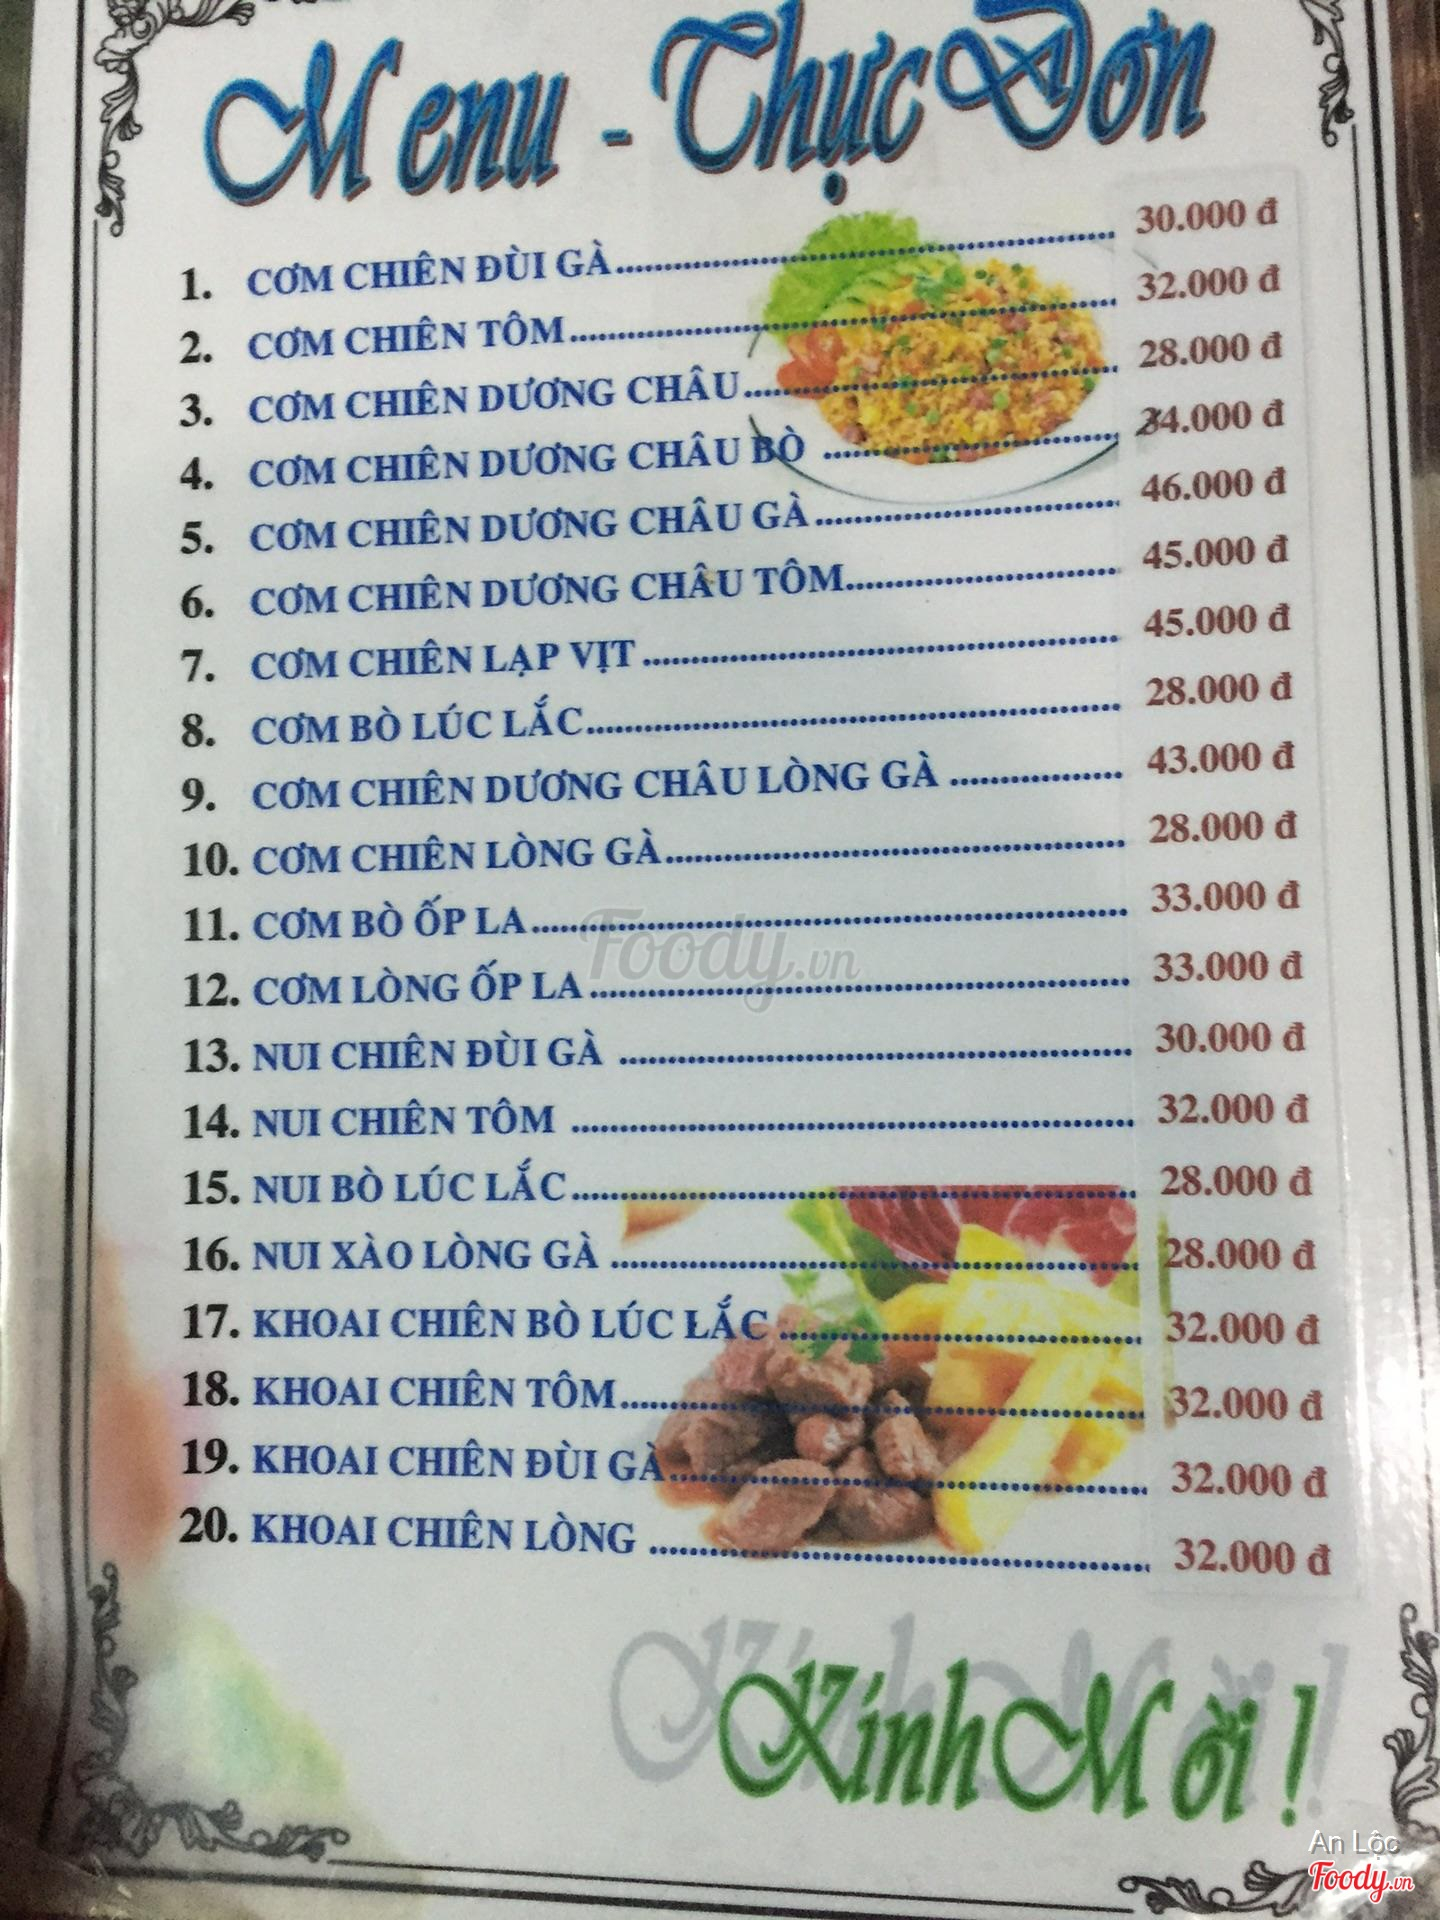 Menu - Thực Đơn
1. CƠM CHIÊN ĐÙI GÀ 30.000 đ
2. CƠM CHIÊN TÔM 32.000 đ
3. CƠM CHIÊN DƯƠNG CHÂU 28.000 đ
4. CƠM CHIÊN DƯƠNG CHÂU BÒ 34.000 đ
5. CƠM CHIÊN DƯƠNG CHÂU GÀ 46.000 đ
6. CƠM CHIÊN DƯƠNG CHÂU TÔM 45.000 đ
7. CƠM CHIÊN LẠP VỊT 45.000 đ
8. CƠM BÒ LÚC LẮC 28.000 đ
9. CƠM CHIÊN DƯƠNG CHÂU LÒNG GÀ 43.000 đ
10. CƠM CHIÊN LÒNG GÀ 28.000 đ
11. CƠM BÒ ỐP LA 33.000 đ
Foody.vn
12. CƠM LÒNG ỐP LA 33.000 đ
13. NUI CHIÊN ĐÙI GÀ 30.000 đ
14. NUI CHIÊN TÔM 32.000 đ
15. NUI BÒ LÚC LẮC 28.000 đ
16. NUI XÀO LÒNG GÀ 28.000 đ
17. KHOAI CHIÊN BÒ LÚC LẮC 32.000 đ
18. KHOAI CHIÊN TÔM 32.000 đ
19. KHOAI CHIÊN ĐÙI GÀ 32.000 đ
20. KHOAI CHIÊN LÒNG 32.000 đ
Kính Mời !
An Lộc
Foody.vn